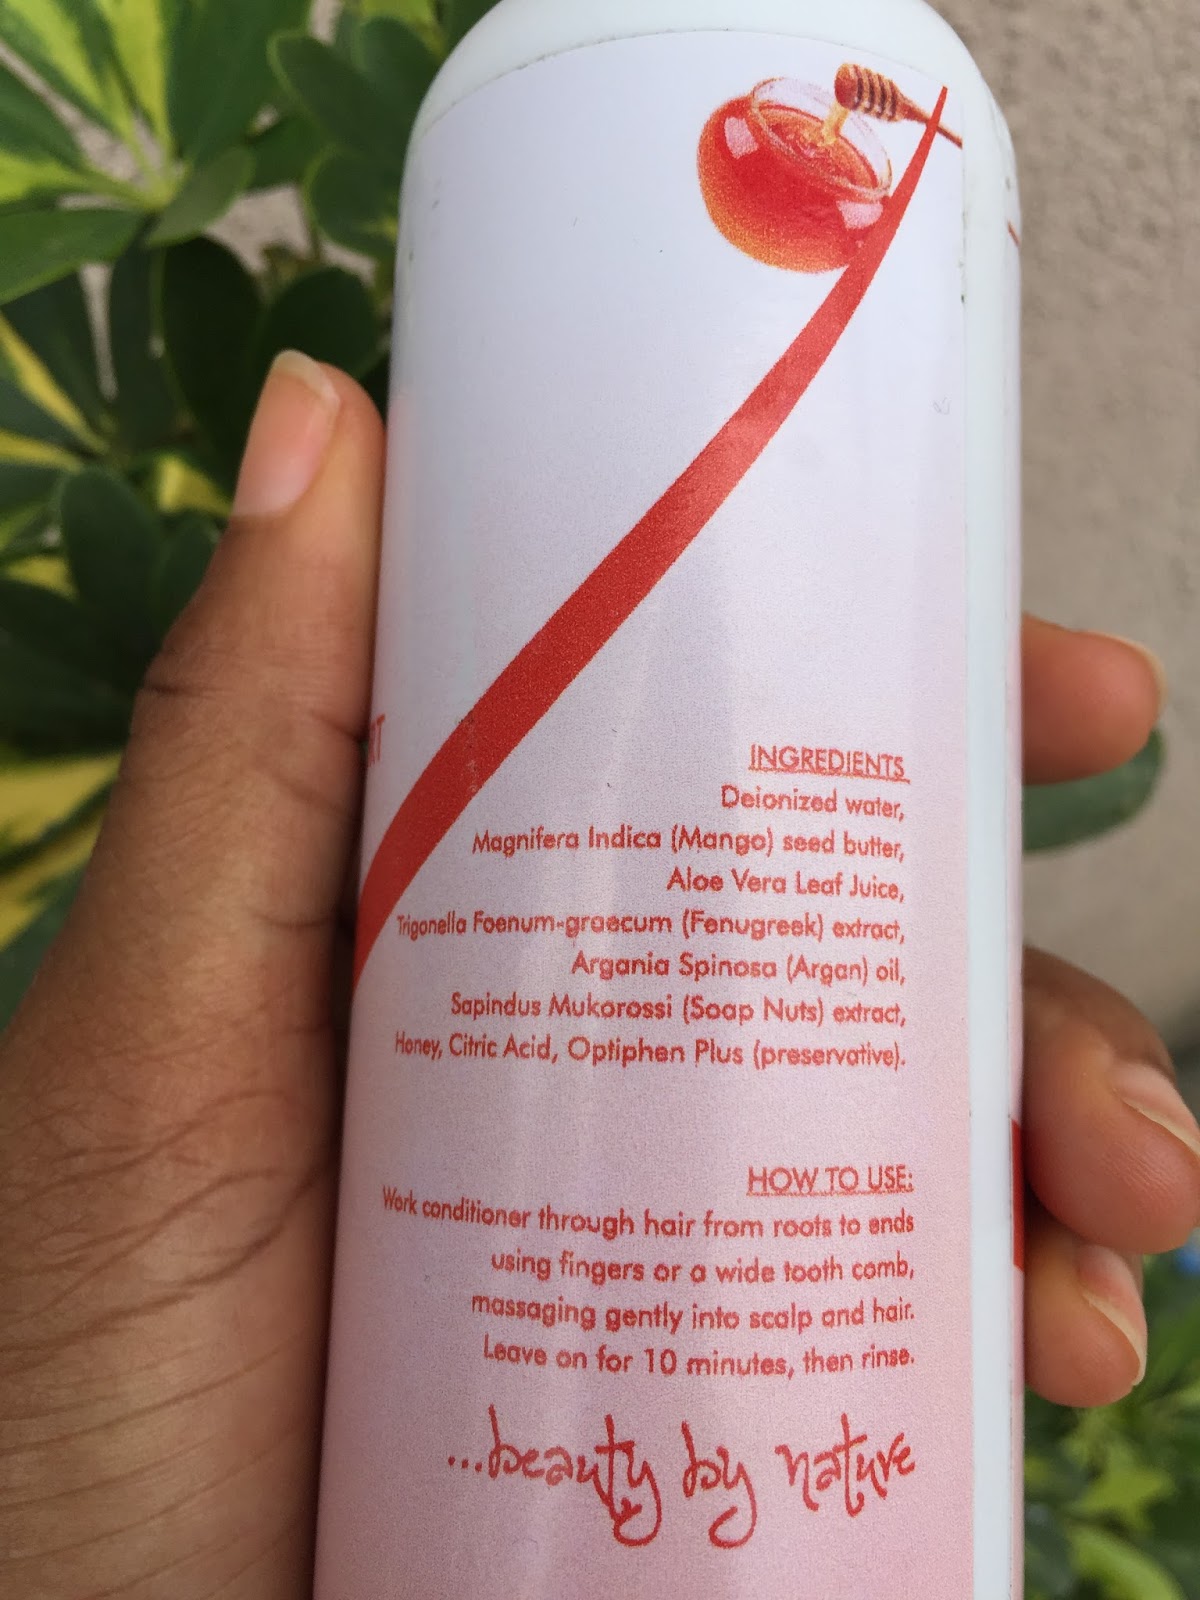 RT
INGREDIENTS
Deionized water,
Magnifera Indica (Mango) seed butter,
Aloe Vera Leaf Juice,
Trigonella Foenum-graecum (Fenugreek) extract,
Argania Spinosa (Argan) oil,
Sapindus Mukorossi (Soap Nuts) extract,
Honey, Citric Acid, Optiphen Plus (preservative).
HOW TO USE:
Work conditioner through hair from roots to ends
using fingers or a wide tooth comb,
massaging gently into scalp and hair.
Leave on for 10 minutes, then rinse.
...beauty by nature